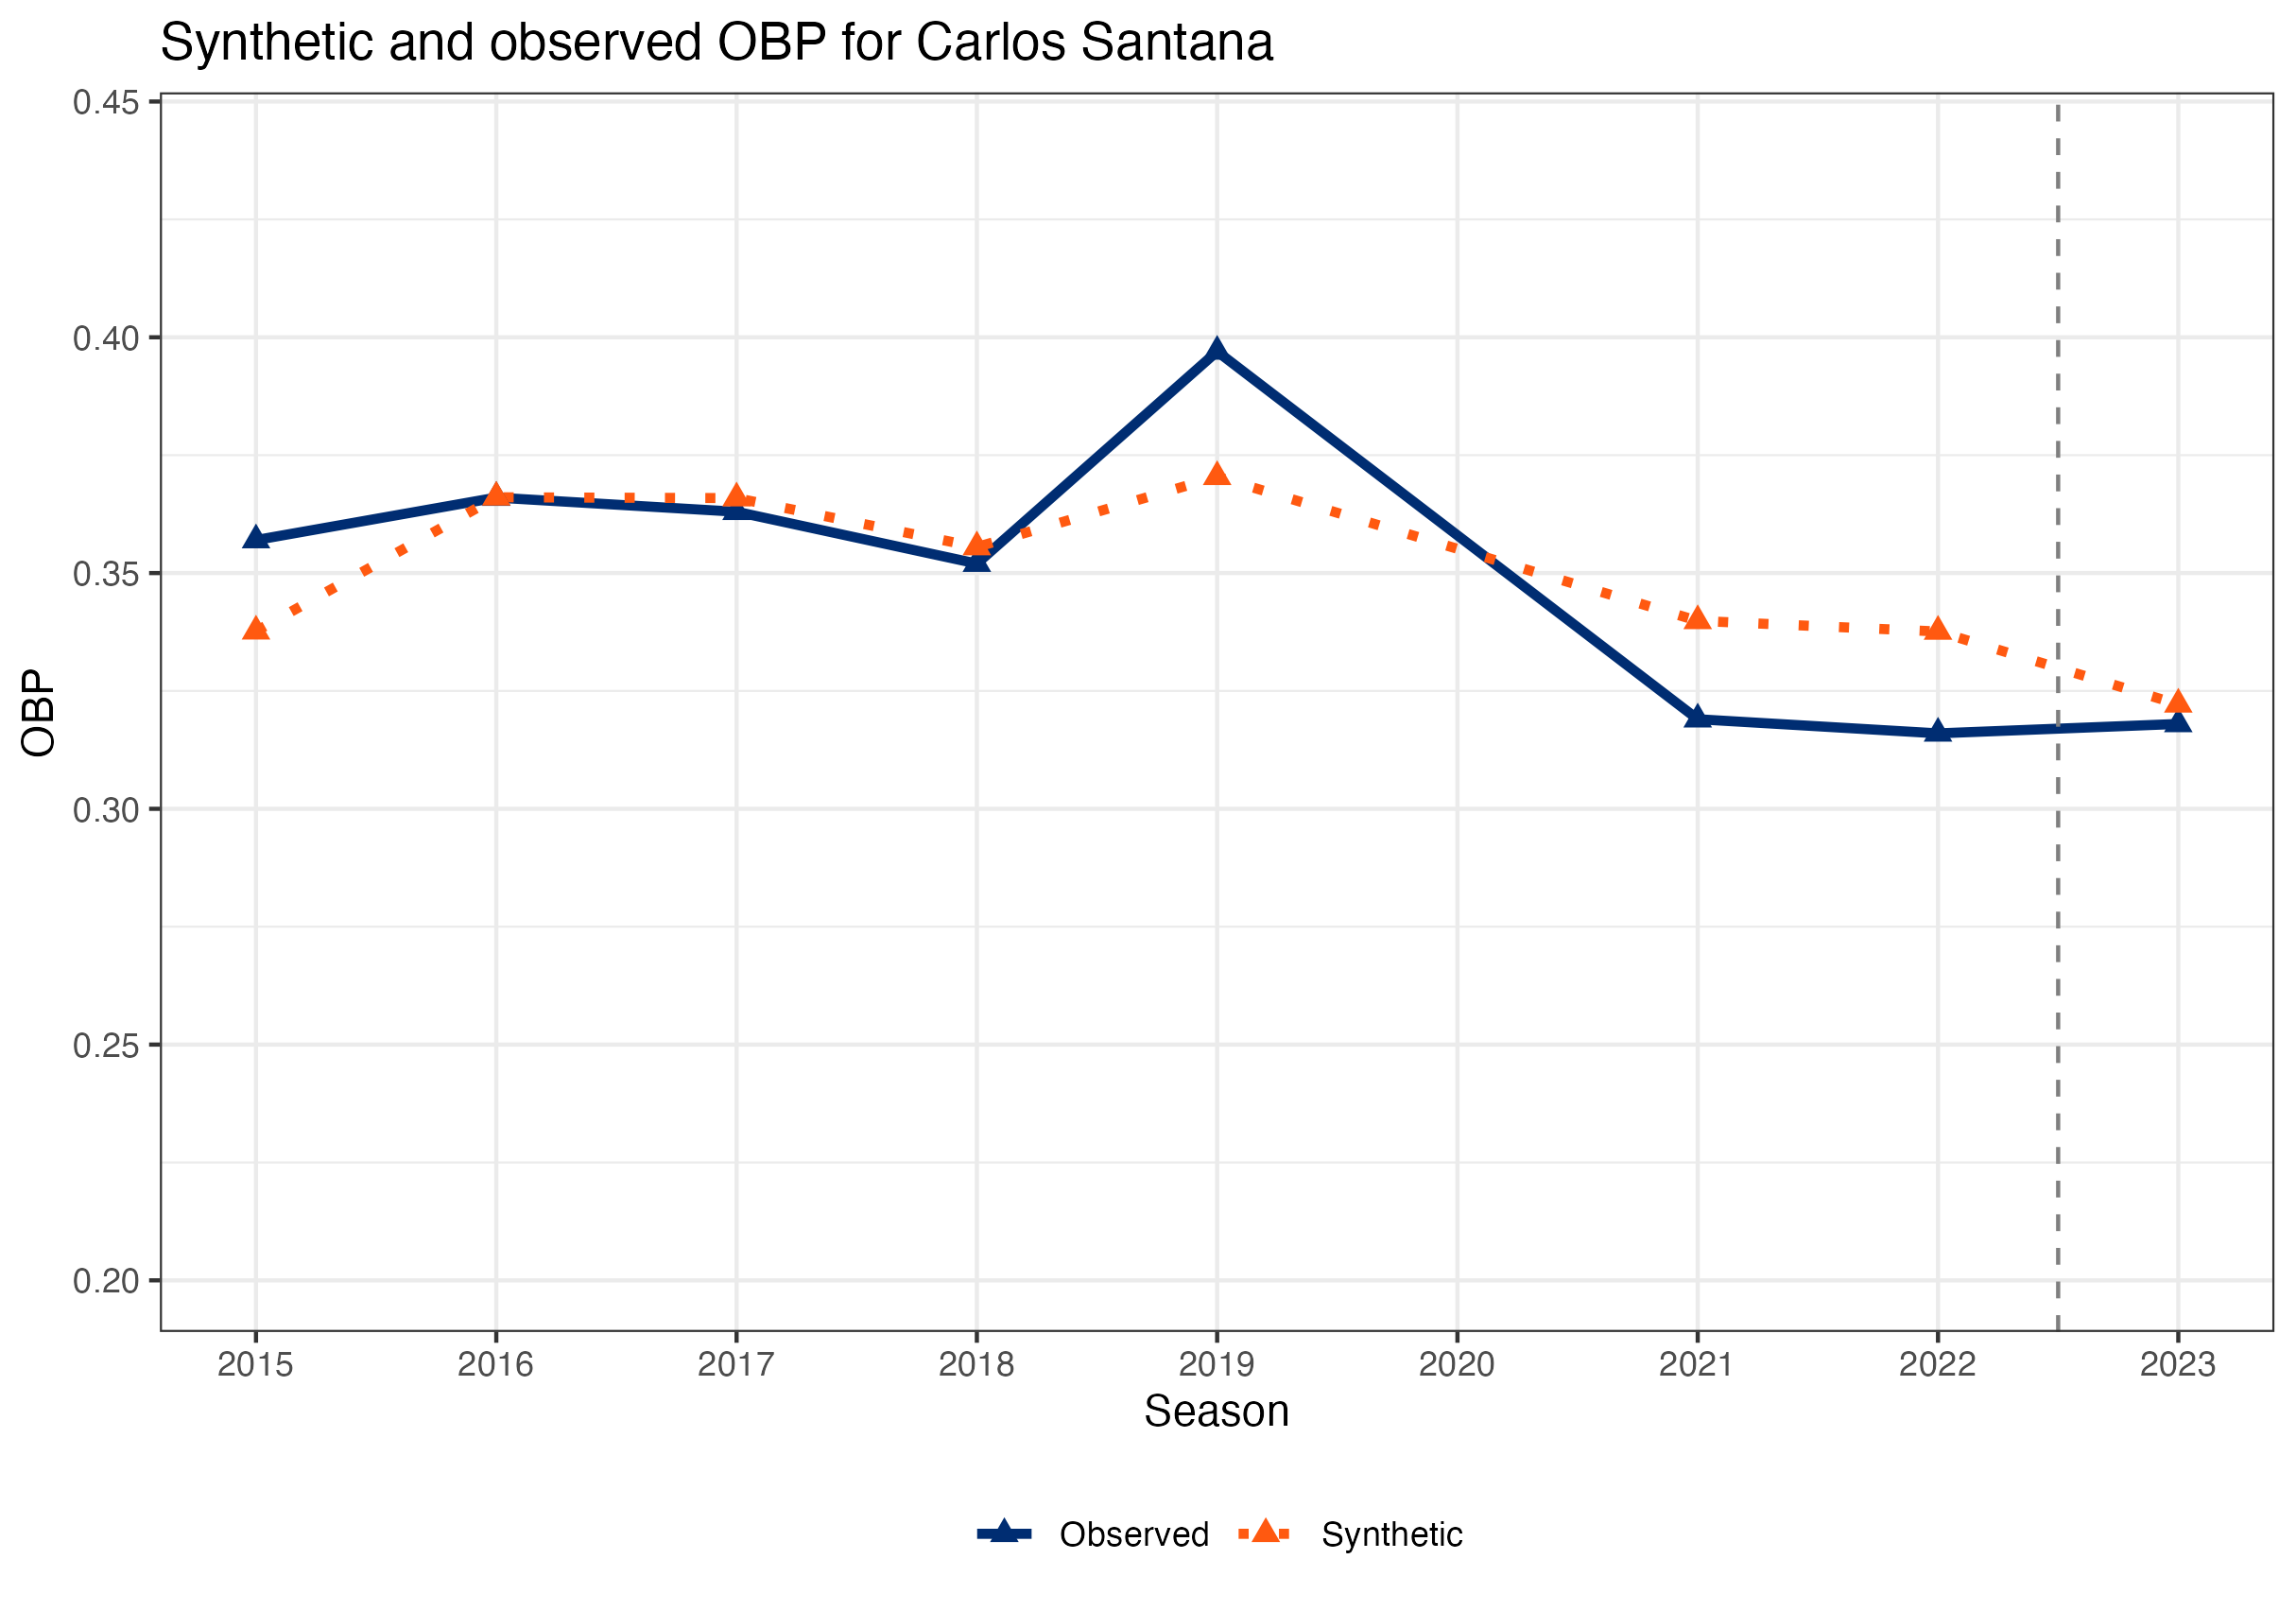 Synthetic and observed OBP for Carlos Santana
0.45
0.40
0.35
0.30
0.25
0.20
OBP
2015 2016 2017 2018 2019 2020 2021 2022 2023
Season
Observed Synthetic